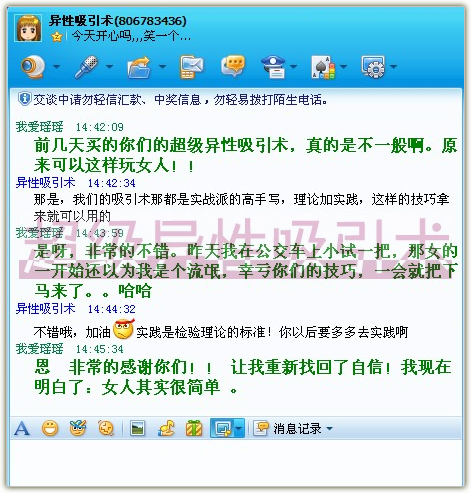 异性吸引术(806783436)
今天开心吗,,,笑一个...
交谈中请勿轻信汇款、中奖信息，勿轻易拨打陌生电话。
我爱瑶瑶 14:42:09
前几天买的你们的超级异性吸引术，真的是不一般啊。原
来可以这样玩女人！！
异性吸引术 14:42:34
那是，我们的吸引术那都是实战派的高手写，理论加实践，这样的技巧拿
来就可以用的
我爱瑶瑶 14:43:59
是呀，非常的不错。昨天我在公交车上小试一把，那女的
一开始还以为我是个流氓，幸亏你们的技巧，一会就把下
马来了。。哈哈
超级异性吸引术
异性吸引术 14:44:32
不错哦，加油 实践是检验理论的标准！你以后要多多去实践啊
我爱瑶瑶 14:45:34
恩 非常的感谢你们！！ 让我重新找回了自信！我现在
明白了：女人其实很简单 。
A 消息记录